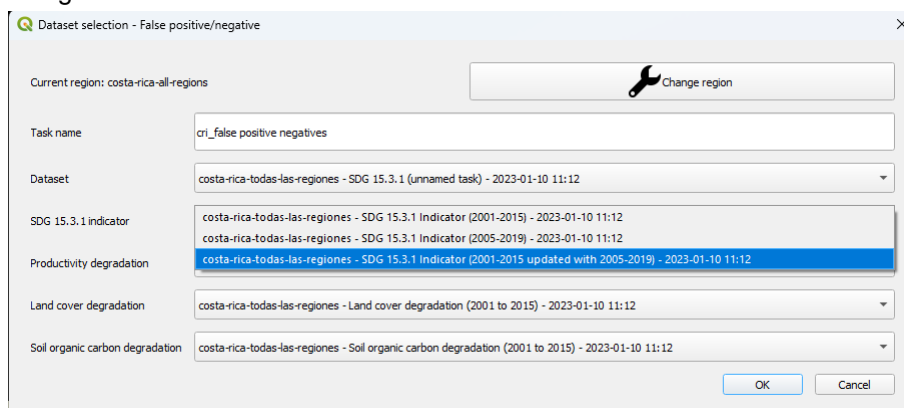 Dataset selection - False positive/negative
Current region: costa-rica-all-regions
Change region
Task name
cri_false positive negatives
Dataset
costa-rica-todas-las-regiones - SDG 15.3.1 (unnamed task) - 2023-01-10 11:12
SDG 15.3.1 indicator
costa-rica-todas-las-regiones - SDG 15.3.1 Indicator (2001-2015) - 2023-01-10 11:12
costa-rica-todas-las-regiones - SDG 15.3.1 Indicator (2005-2019) - 2023-01-10 11:12
Productivity degradation
costa-rica-todas-las-regiones - SDG 15.3.1 Indicator (2001-2015 updated with 2005-2019) - 2023-01-10 11:12
Land cover degradation
costa-rica-todas-las-regiones - Land cover degradation (2001 to 2015) - 2023-01-10 11:12
Soil organic carbon degradation
costa-rica-todas-las-regiones - Soil organic carbon degradation (2001 to 2015) - 2023-01-10 11:12
OK
Cancel